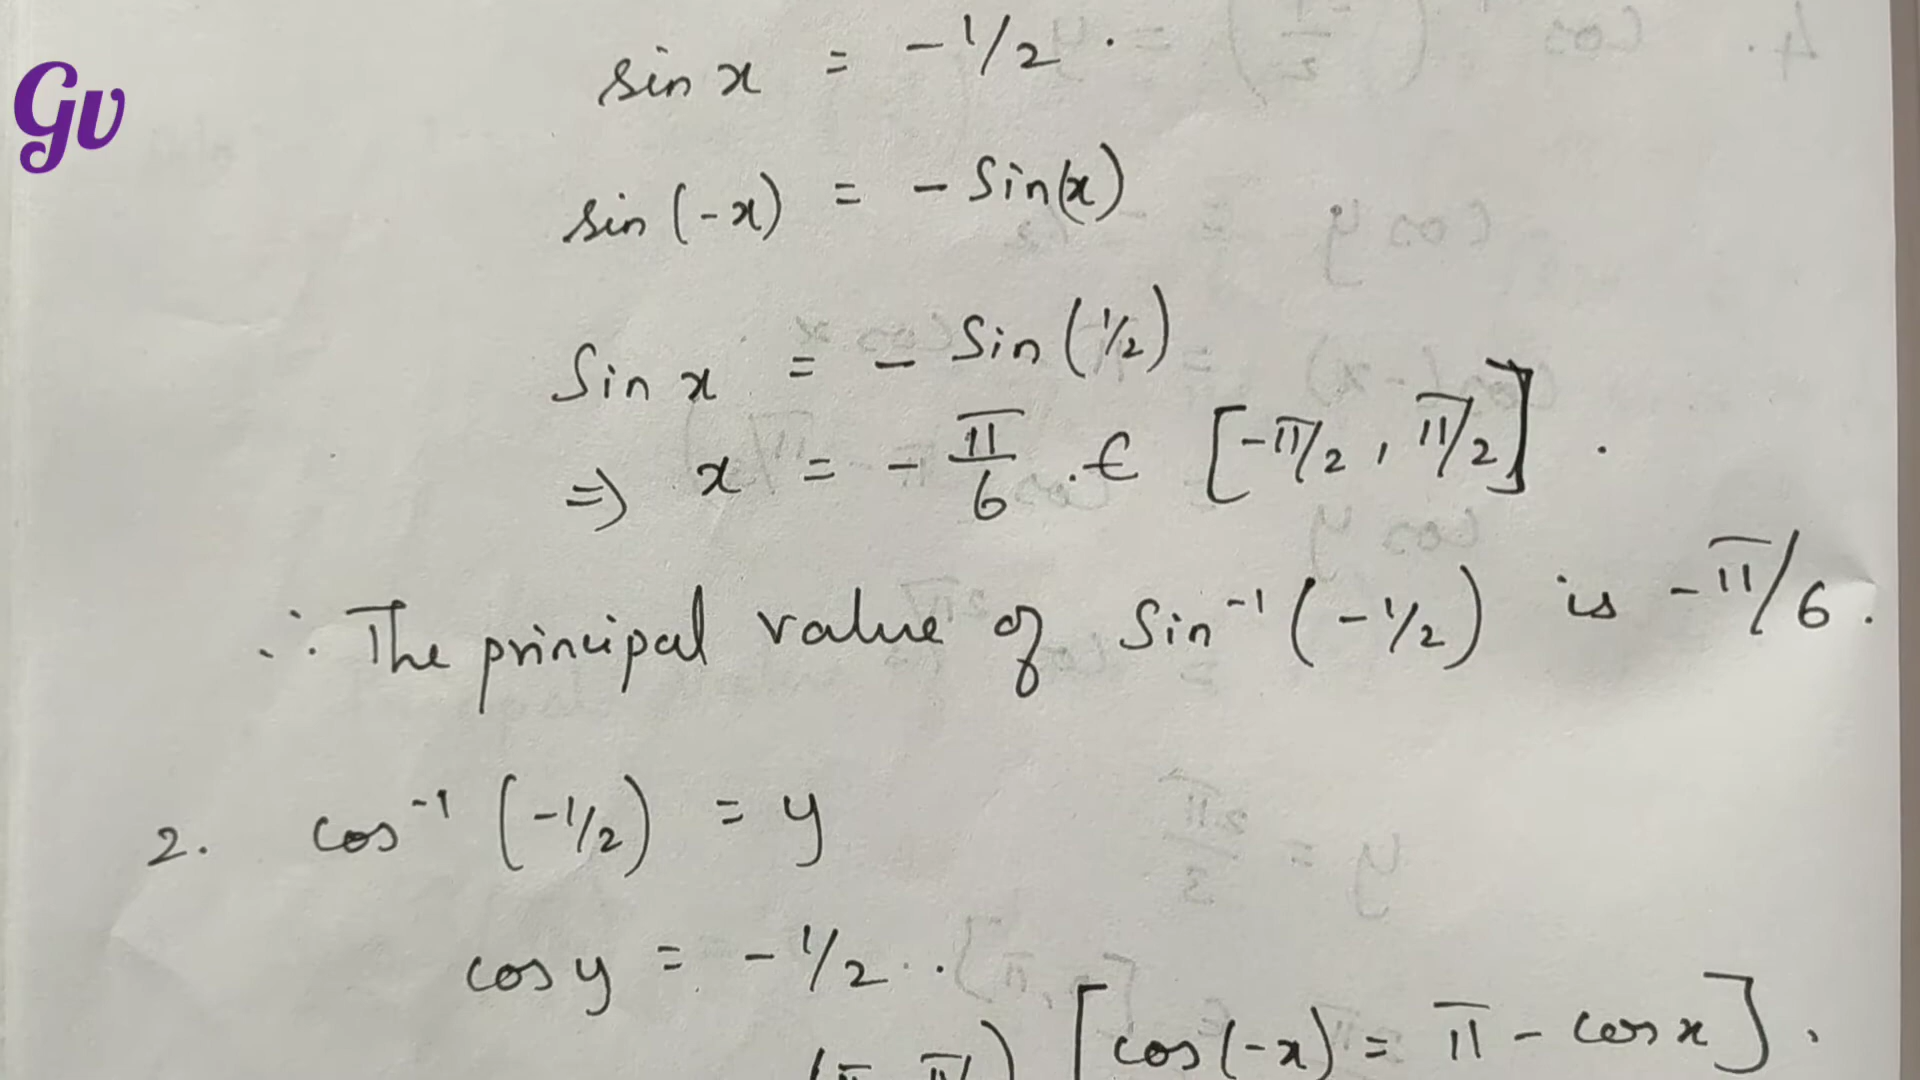 Gv
sin x = -1/2 .
sin (-x) = - Sin(x)
Sin x = - Sin (1/2)
⇒ x = - π/6 . ∈ [-π/2 , π/2] .
∴ The principal value of Sin⁻¹ (-1/2) is -π/6 .
2. cos⁻¹ (-1/2) = y
cos y = - 1/2 . .
[cos(-x) = π - cos x] .